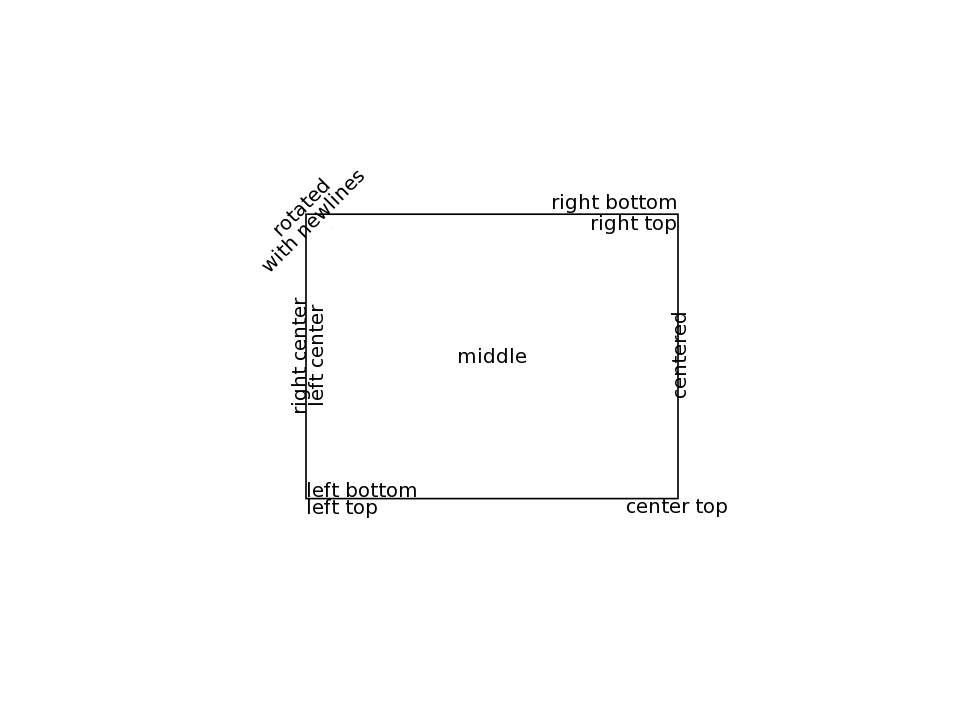 rotated
with newlines
right bottom
right top
right center
left center
middle
centered
left bottom
left top
center top